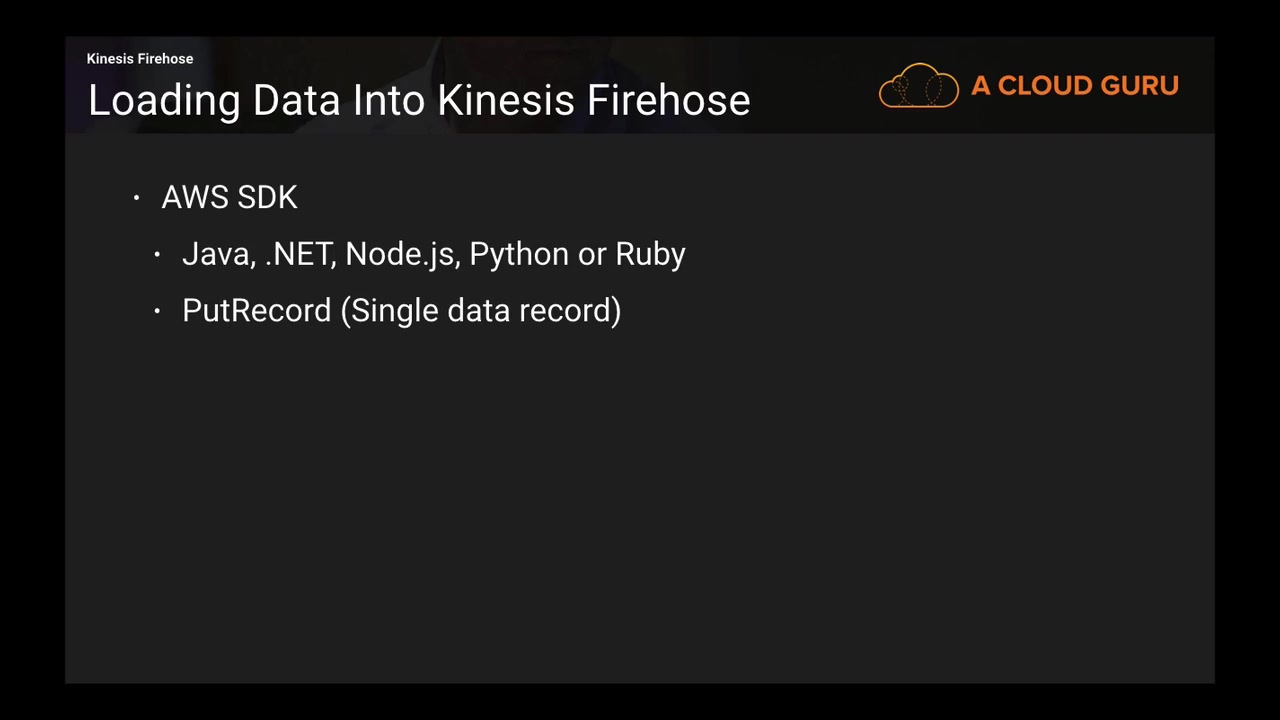 Kinesis Firehose
Loading Data Into Kinesis Firehose
A CLOUD GURU
• AWS SDK
• Java, .NET, Node.js, Python or Ruby
• PutRecord (Single data record)